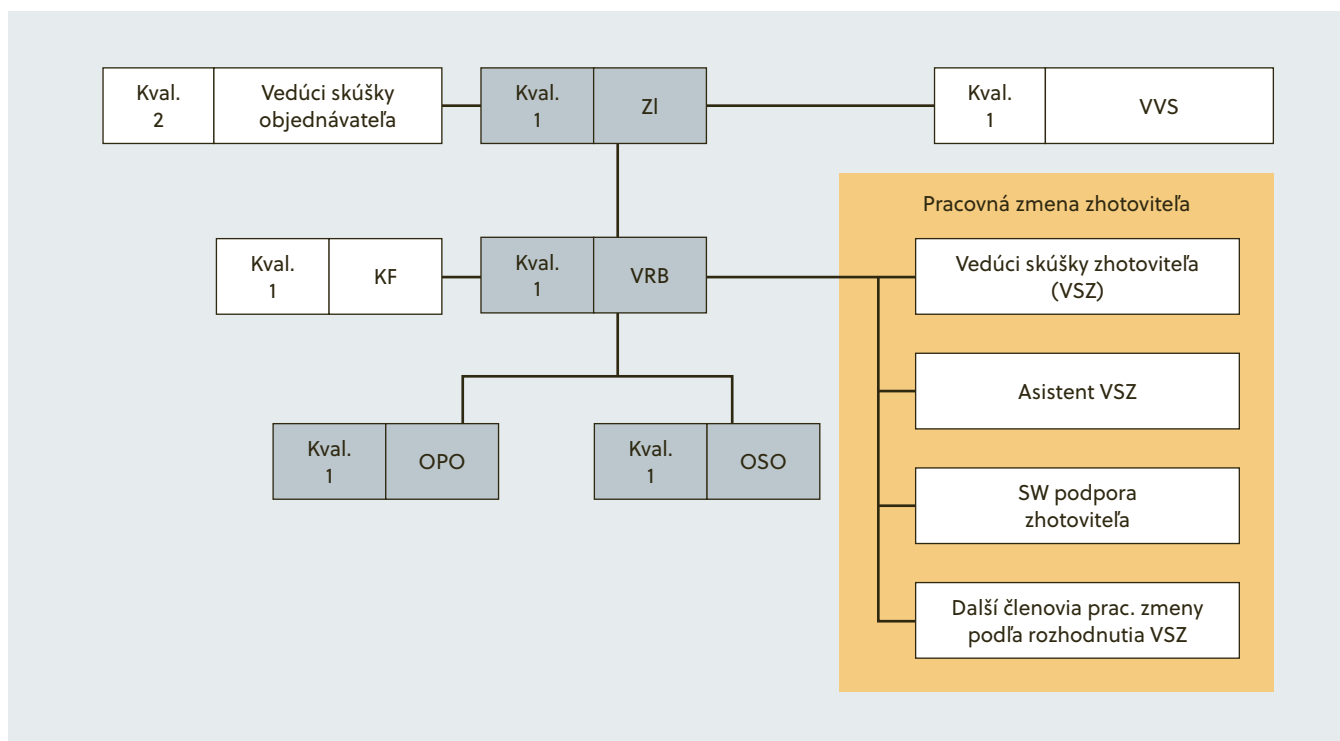 Kval.
2
Vedúci skúšky
objednávateľa
Kval.
1
ZI
Kval.
1
VVS
Pracovná zmena zhotoviteľa
Kval.
1
KF
Kval.
1
VRB
Vedúci skúšky zhotoviteľa
(VSZ)
Asistent VSZ
Kval.
1
OPO
Kval.
1
OSO
SW podpora
zhotoviteľa
Další členovia prac. zmeny
podľa rozhodnutia VSZ